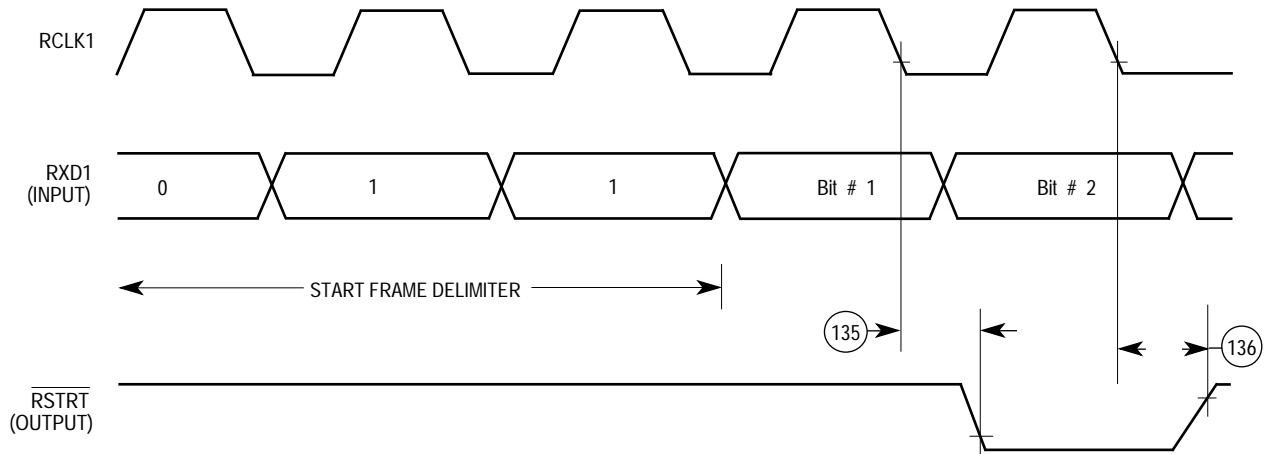 RCLK1
RXD1
(INPUT)
0
1
1
Bit # 1
Bit # 2
START FRAME DELIMITER
135
136
RSTRT
(OUTPUT)